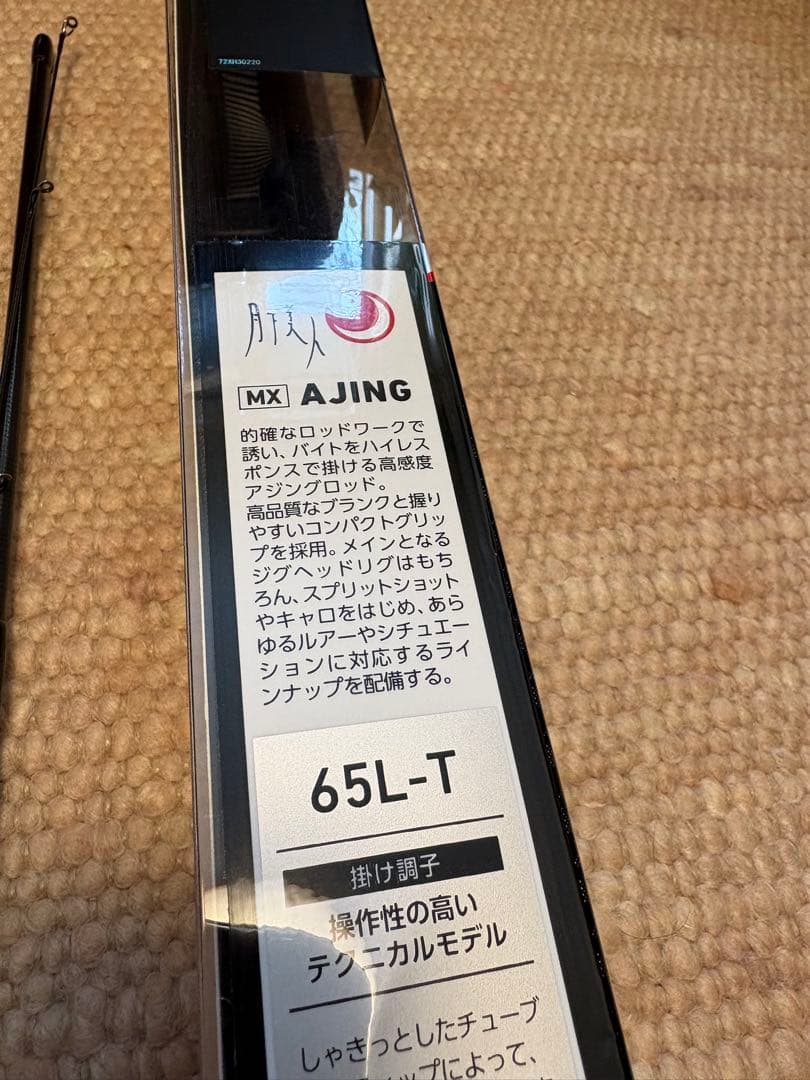 72XH30220
月下美人
MX AJING
的確なロッドワークで
誘い、バイトをハイレス
ポンスで掛ける高感度
アジングロッド。
高品質なブランクと握り
やすいコンパクトグリッ
プを採用。メインとなる
ジグヘッドリグはもち
ろん、スプリットショット
やキャロをはじめ、あら
ゆるルアーやシチュエー
ションに対応するライ
ンナップを配備する。
65L-T
掛け調子
操作性の高い
テクニカルモデル
しゃきっとしたチューブ
ップによって、